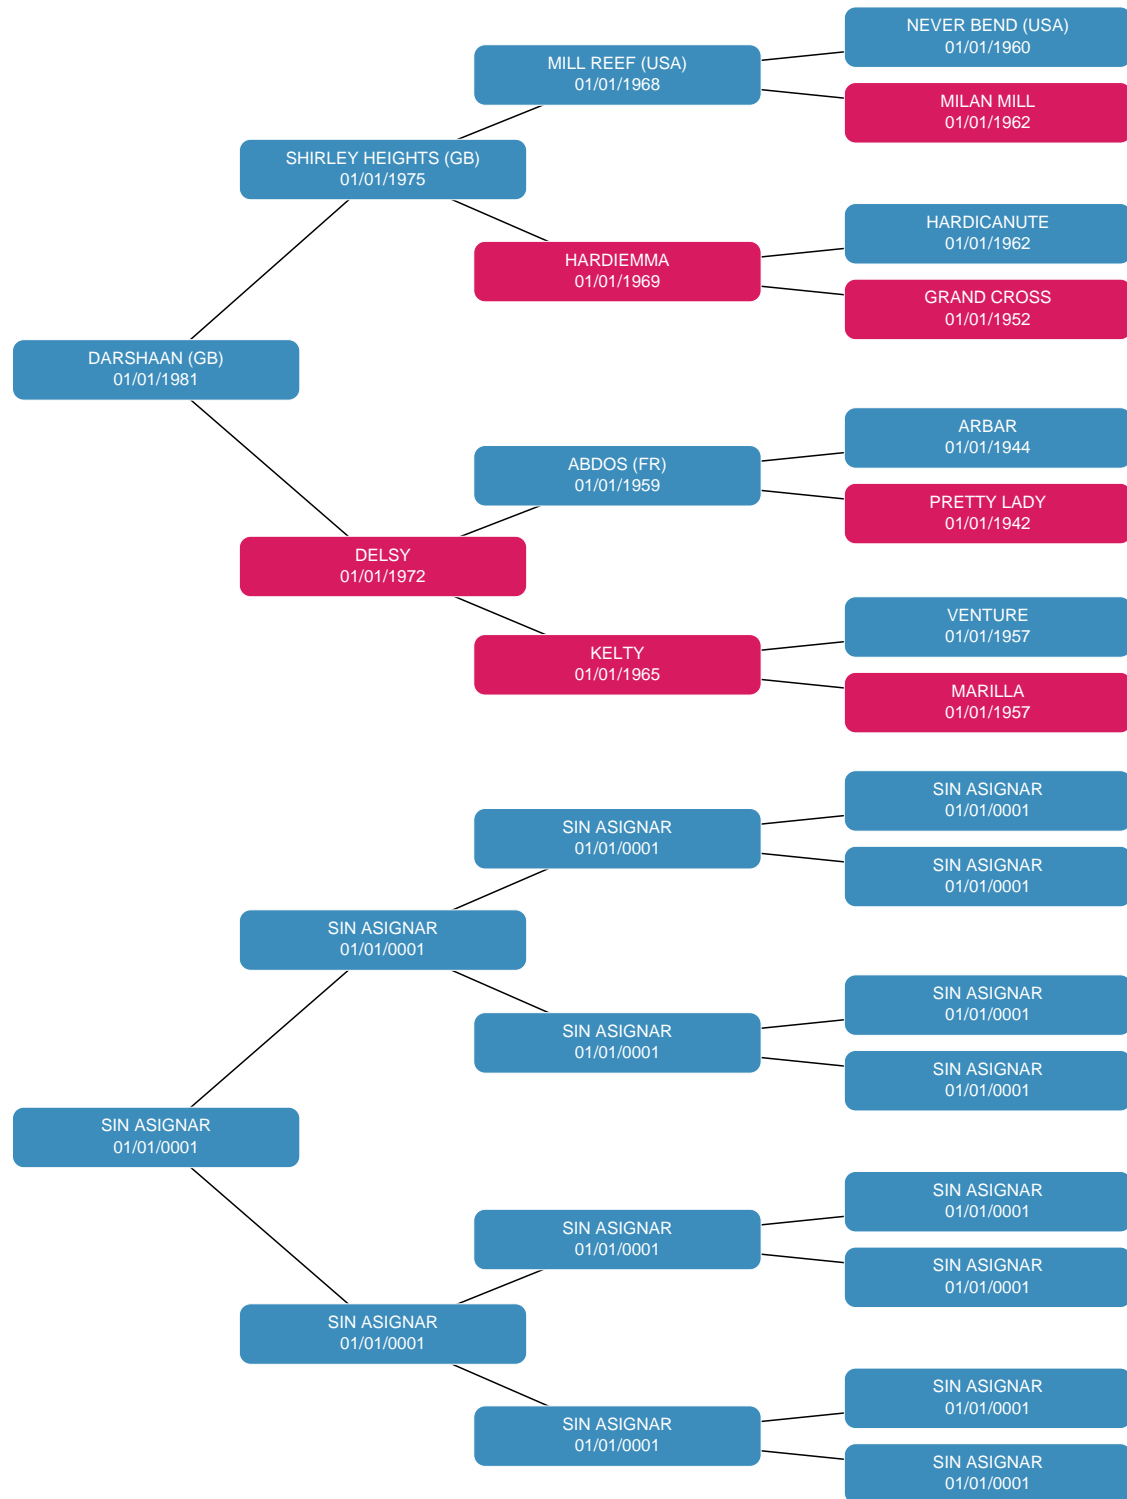 NEVER BEND (USA)
01/01/1960
MILL REEF (USA)
01/01/1968
MILAN MILL
01/01/1962
SHIRLEY HEIGHTS (GB)
01/01/1975
HARDICANUTE
01/01/1962
HARDIEMMA
01/01/1969
GRAND CROSS
01/01/1952
DARSHAAN (GB)
01/01/1981
ARBAR
01/01/1944
ABDOS (FR)
01/01/1959
PRETTY LADY
01/01/1942
DELSY
01/01/1972
VENTURE
01/01/1957
KELTY
01/01/1965
MARILLA
01/01/1957
SIN ASIGNAR
01/01/0001
SIN ASIGNAR
01/01/0001
SIN ASIGNAR
01/01/0001
SIN ASIGNAR
01/01/0001
SIN ASIGNAR
01/01/0001
SIN ASIGNAR
01/01/0001
SIN ASIGNAR
01/01/0001
SIN ASIGNAR
01/01/0001
SIN ASIGNAR
01/01/0001
SIN ASIGNAR
01/01/0001
SIN ASIGNAR
01/01/0001
SIN ASIGNAR
01/01/0001
SIN ASIGNAR
01/01/0001
SIN ASIGNAR
01/01/0001
SIN ASIGNAR
01/01/0001